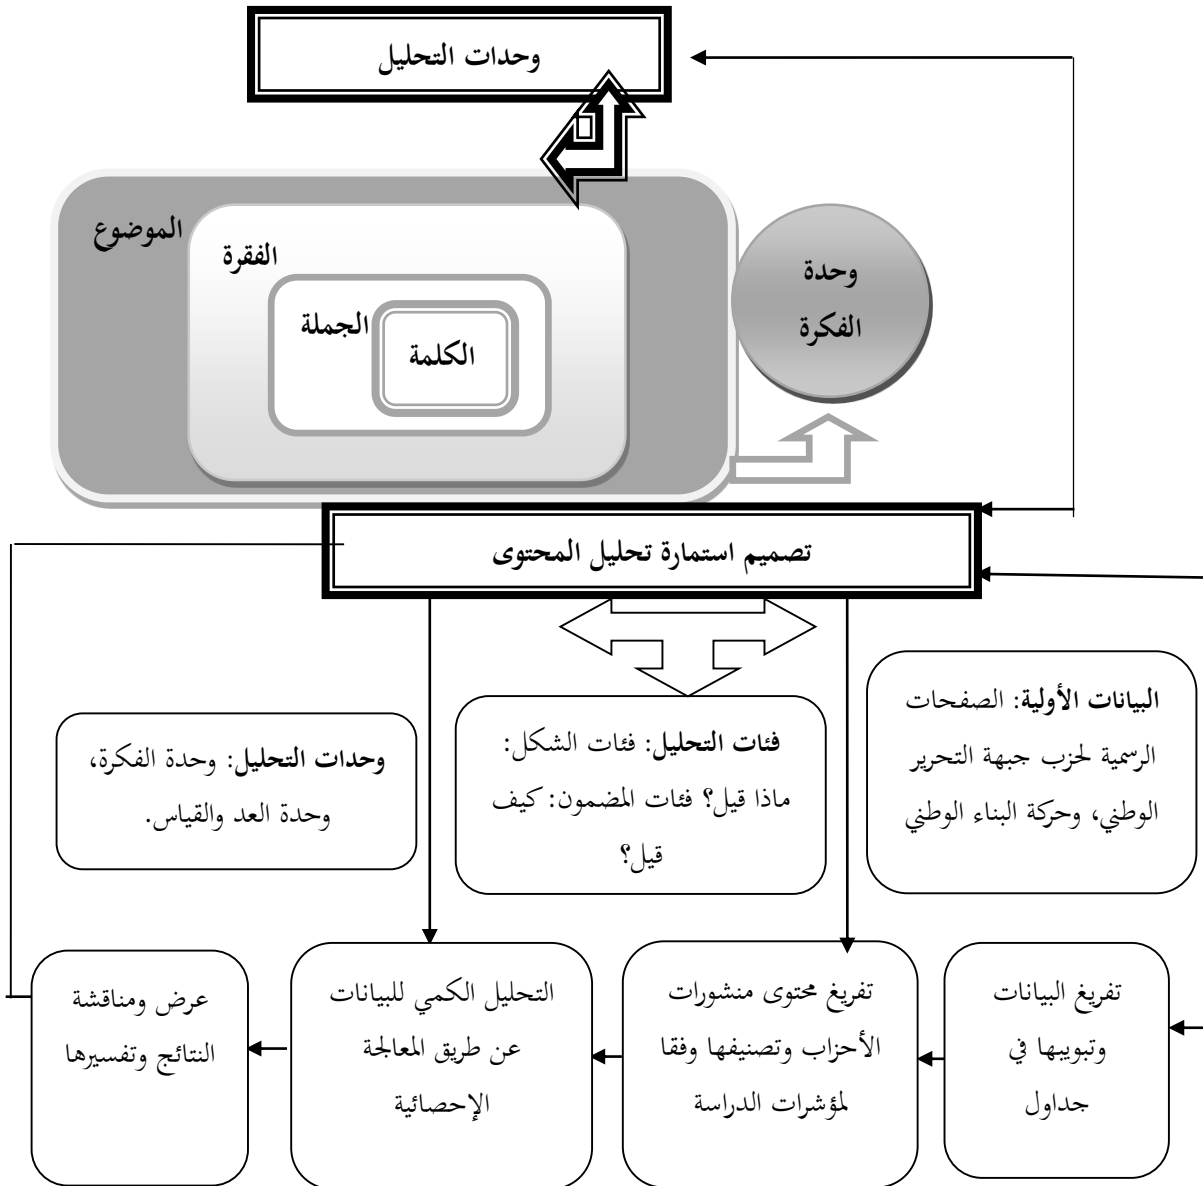 وحدات التحليل
الموضوع
الفقرة
الجملة
الكلمة
وحدة
الفكرة
تصميم استمارة تحليل المحتوى
البيانات الأولية: الصفحات
الرسمية لحزب جبهة التحرير
الوطني، وحركة البناء الوطني
فئات التحليل: فئات الشكل:
ماذا قيل؟ فئات المضمون: كيف
قيل؟
وحدات التحليل: وحدة الفكرة،
وحدة العد والقياس.
تفريغ البيانات
وتبويبها في
جداول
تفريغ محتوى منشورات
الأحزاب وتصنيفها وفقا
لمؤشرات الدراسة
التحليل الكمي للبيانات
عن طريق المعالجة
الإحصائية
عرض ومناقشة
النتائج وتفسيرها